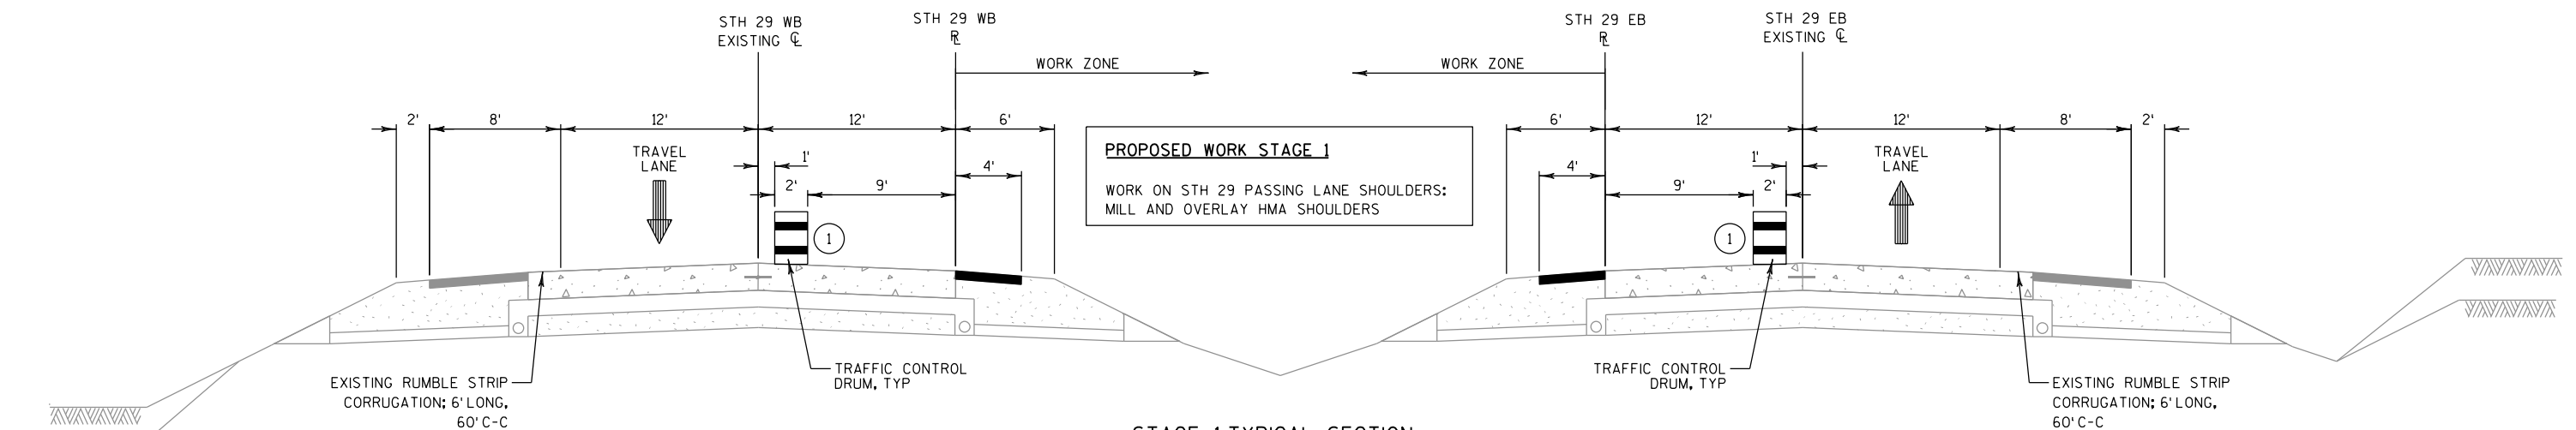 STH 29 WB
EXISTING ℄
STH 29 WB
R/L
STH 29 EB
R/L
STH 29 EB
EXISTING ℄
WORK ZONE
WORK ZONE
2'
8'
12'
12'
6'
6'
12'
12'
8'
2'
TRAVEL
LANE
1'
2'
9'
4'
PROPOSED WORK STAGE 1
WORK ON STH 29 PASSING LANE SHOULDERS:
MILL AND OVERLAY HMA SHOULDERS
4'
9'
1'
2'
TRAVEL
LANE
1
1
TRAFFIC CONTROL
DRUM, TYP
TRAFFIC CONTROL
DRUM, TYP
EXISTING RUMBLE STRIP
CORRUGATION; 6' LONG,
60' C-C
EXISTING RUMBLE STRIP
CORRUGATION; 6' LONG,
60' C-C
STAGE 1 TYPICAL SECTION